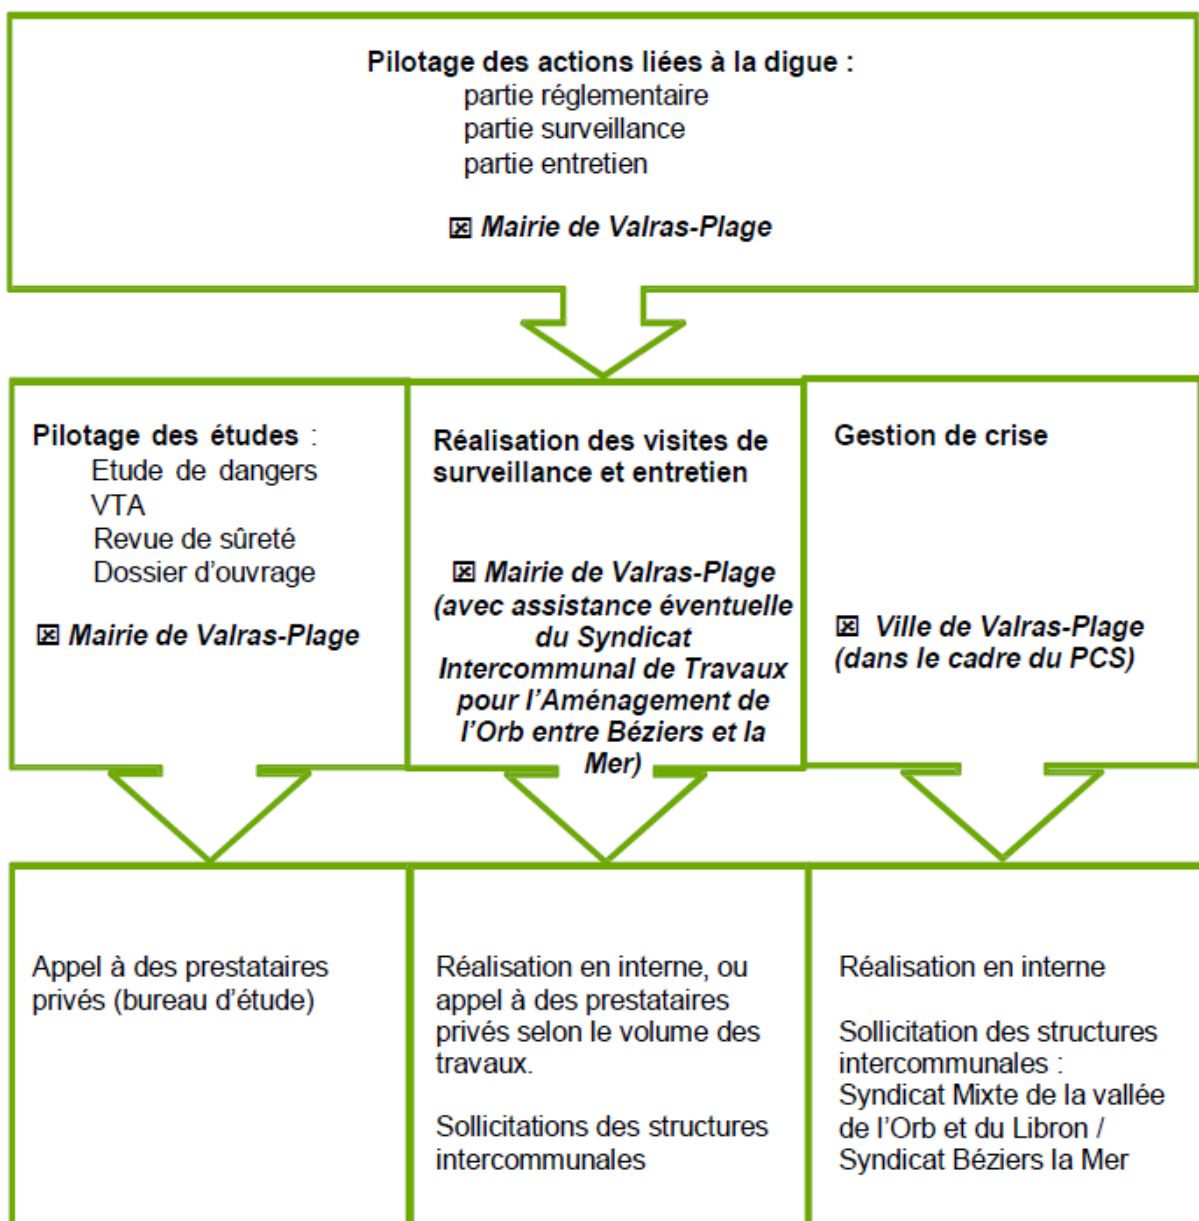 Pilotage des actions liées à la digue :
partie réglementaire
partie surveillance
partie entretien
☒ Mairie de Valras-Plage
Pilotage des études :
Etude de dangers
VTA
Revue de sûreté
Dossier d’ouvrage
☒ Mairie de Valras-Plage
Réalisation des visites de
surveillance et entretien
☒ Mairie de Valras-Plage
(avec assistance éventuelle
du Syndicat
Intercommunal de Travaux
pour l’Aménagement de
l’Orb entre Béziers et la
Mer)
Gestion de crise
☒ Ville de Valras-Plage
(dans le cadre du PCS)
Appel à des prestataires
privés (bureau d’étude)
Réalisation en interne, ou
appel à des prestataires
privés selon le volume des
travaux.
Sollicitations des structures
intercommunales
Réalisation en interne
Sollicitation des structures
intercommunales :
Syndicat Mixte de la vallée
de l’Orb et du Libron /
Syndicat Béziers la Mer